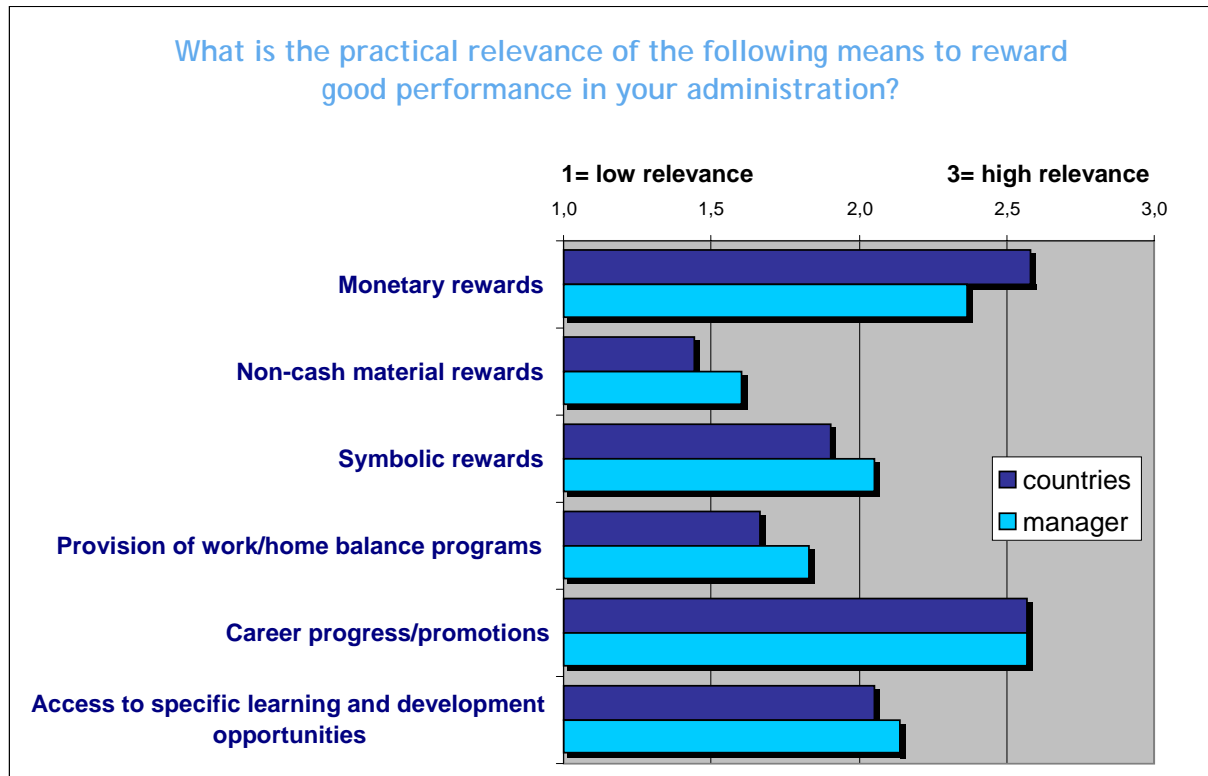 What is the practical relevance of the following means to reward
good performance in your administration?
1= low relevance
3= high relevance
1,0
1,5
2,0
2,5
3,0
Monetary rewards
Non-cash material rewards
Symbolic rewards
countries
manager
Provision of work/home balance programs
Career progress/promotions
Access to specific learning and development
opportunities